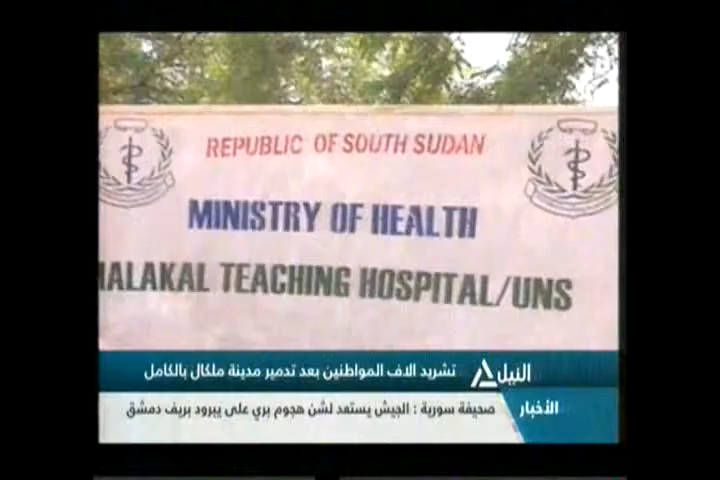 REPUBLIC OF SOUTH SUDAN
MINISTRY OF HEALTH
MALAKAL TEACHING HOSPITAL/UNS
النيل
تشريد الاف المواطنين بعد تدمير مدينة ملكال بالكامل
الأخبار
صحيفة سورية : الجيش يستعد لشن هجوم بري على يبرود بريف دمشق